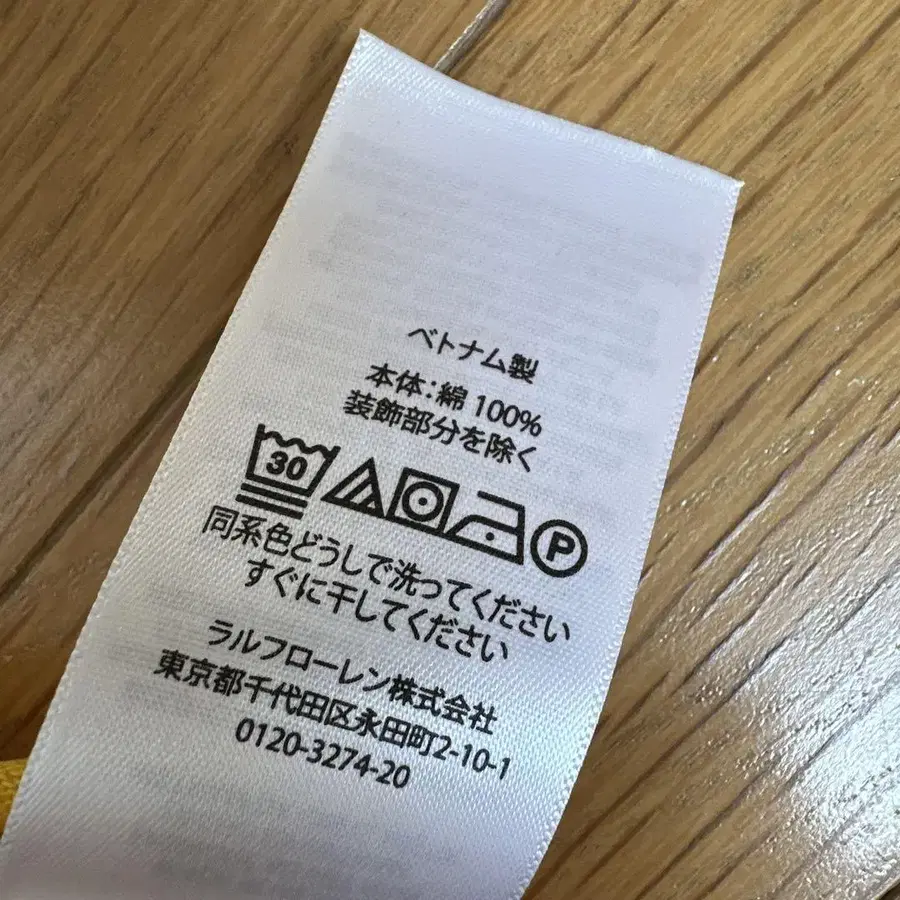 ベトナム製
本体：綿 100%
装飾部分を除く
30 P
同系色どうしで洗ってください
すぐに干してください
ラルフローレン株式会社
東京都千代田区永田町2-10-1
0120-3274-20